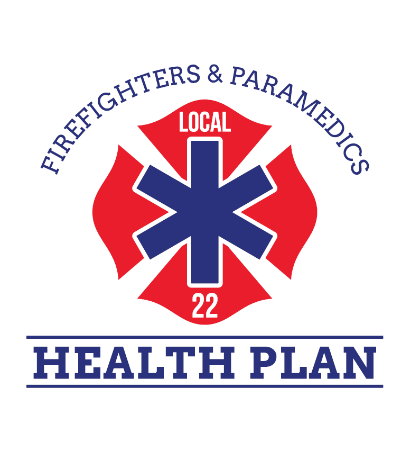 FIREFIGHTERS & PARAMEDICS
LOCAL
22
HEALTH PLAN